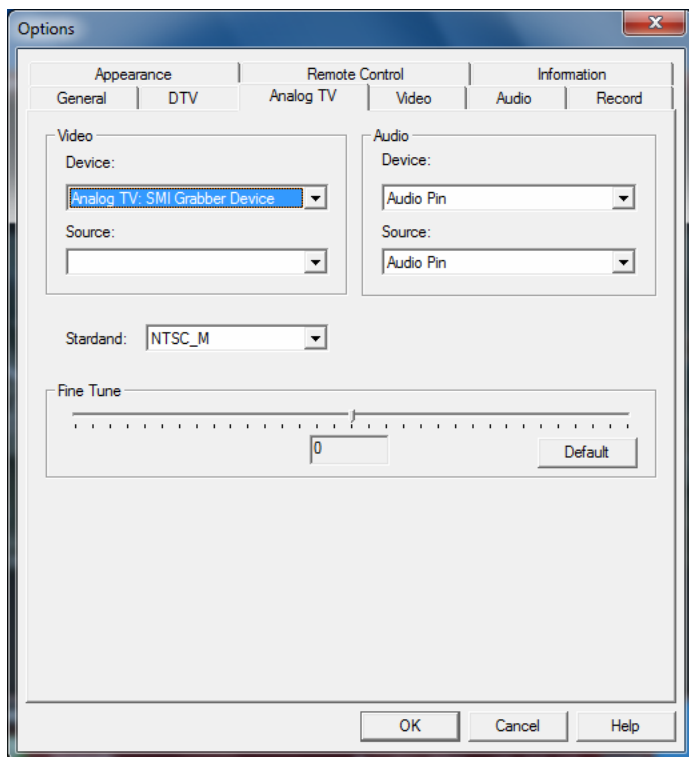 Options
Appearance Remote Control Information
General DTV Analog TV Video Audio Record
Video
Device:
Analog TV: SMI Grabber Device
Source:
Audio
Device:
Audio Pin
Source:
Audio Pin
Stardand: NTSC_M
Fine Tune
0
Default
OK Cancel Help